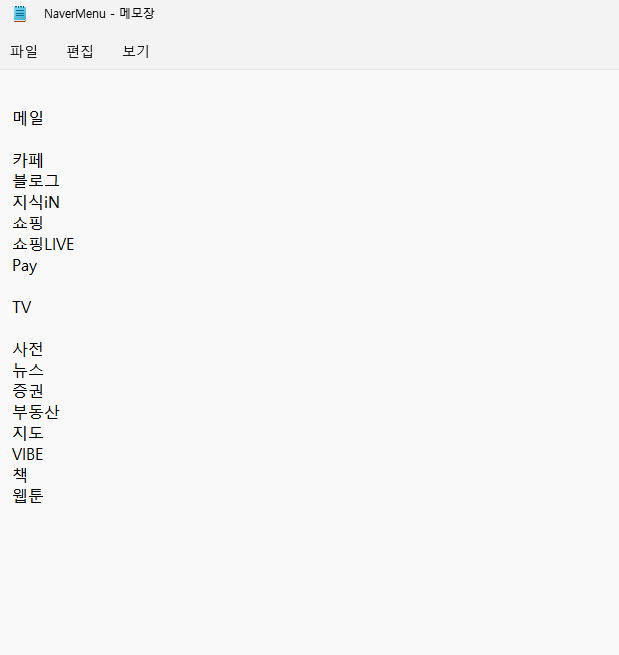 NaverMenu - 메모장
파일 편집 보기
메일
카페
블로그
지식iN
쇼핑
쇼핑LIVE
Pay
TV
사전
뉴스
증권
부동산
지도
VIBE
책
웹툰